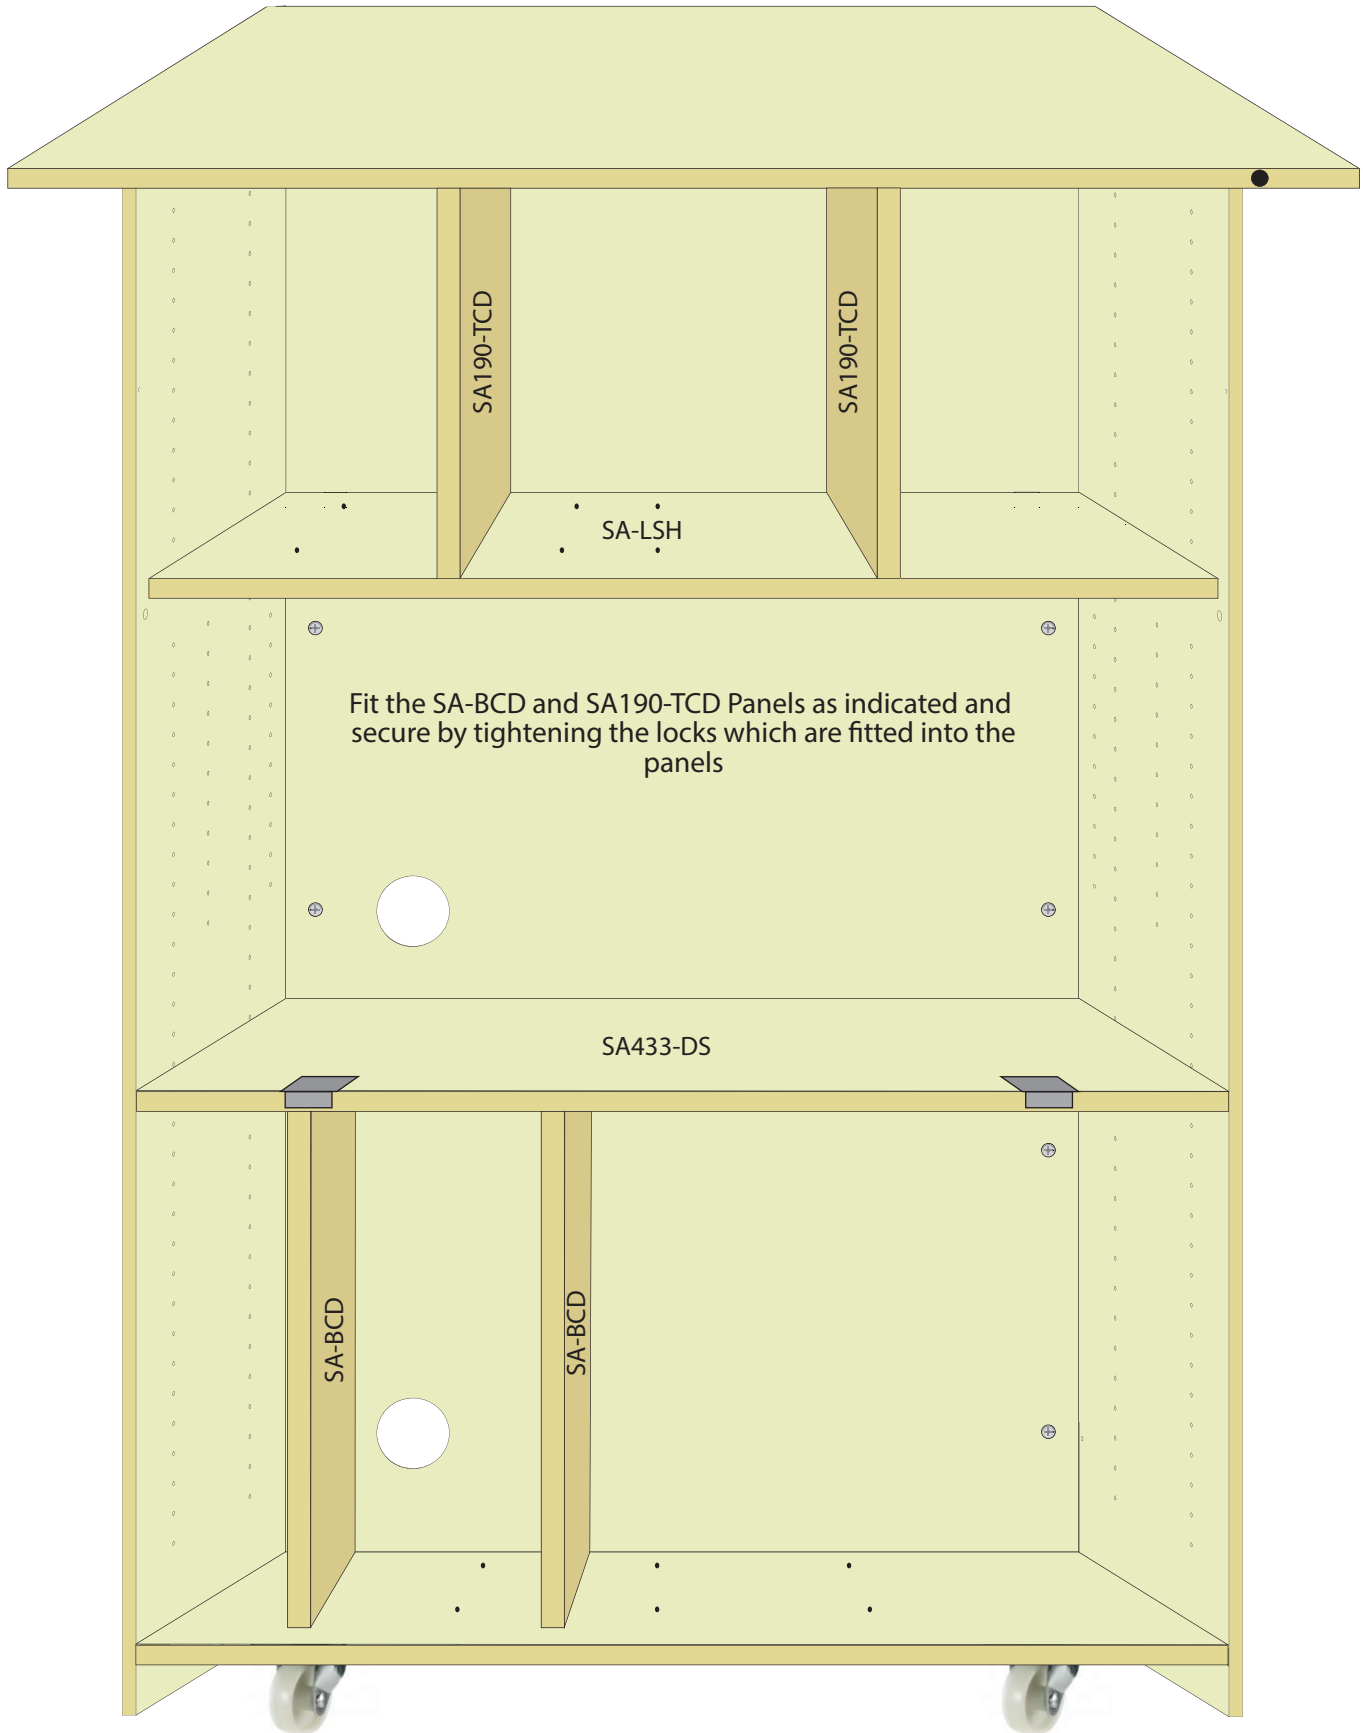 SA190-TCD
SA190-TCD
SA-LSH
Fit the SA-BCD and SA190-TCD Panels as indicated and
secure by tightening the locks which are fitted into the
panels
SA433-DS
SA-BCD
SA-BCD